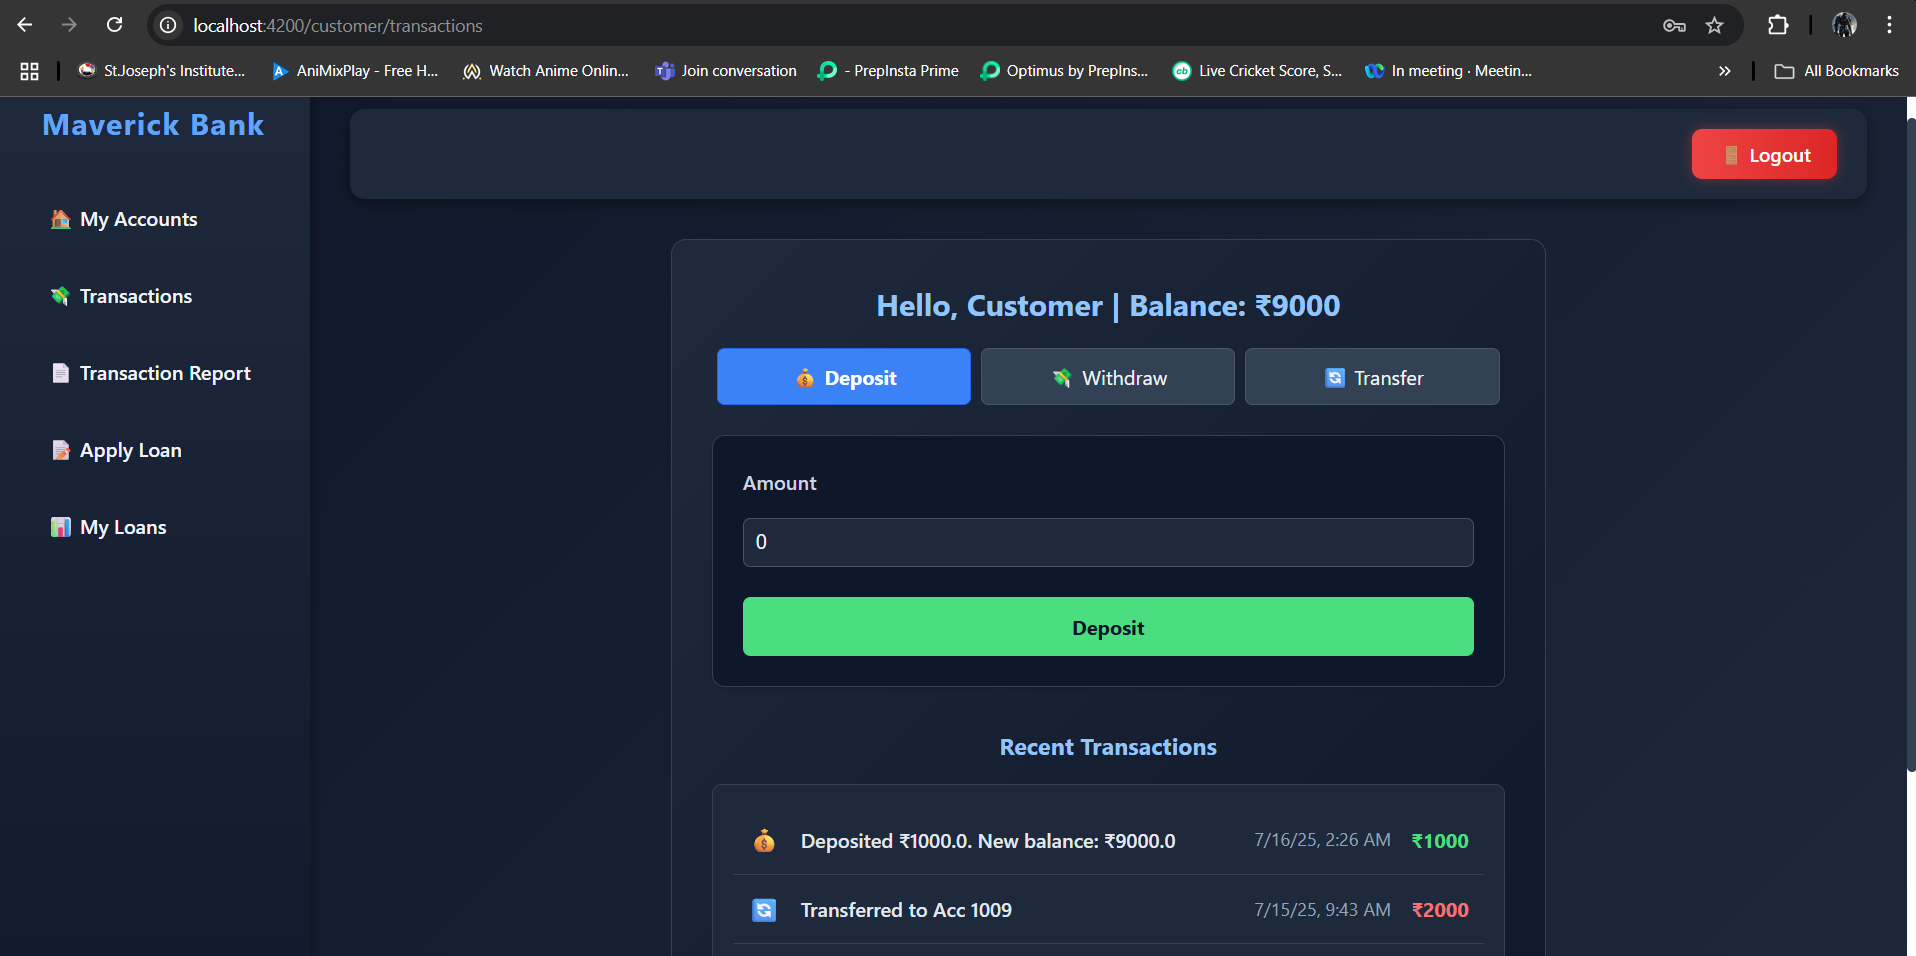 localhost:4200/customer/transactions
St.Joseph's Institute...
AniMixPlay - Free H...
Watch Anime Onlin...
Join conversation
- PrepInsta Prime
Optimus by PrepIns...
Live Cricket Score, S...
In meeting · Meetin...
All Bookmarks
Maverick Bank
My Accounts
Transactions
Transaction Report
Apply Loan
My Loans
Logout
Hello, Customer | Balance: ₹9000
Deposit
Withdraw
Transfer
Amount
0
Deposit
Recent Transactions
Deposited ₹1000.0. New balance: ₹9000.0 7/16/25, 2:26 AM ₹1000
Transferred to Acc 1009 7/15/25, 9:43 AM ₹2000